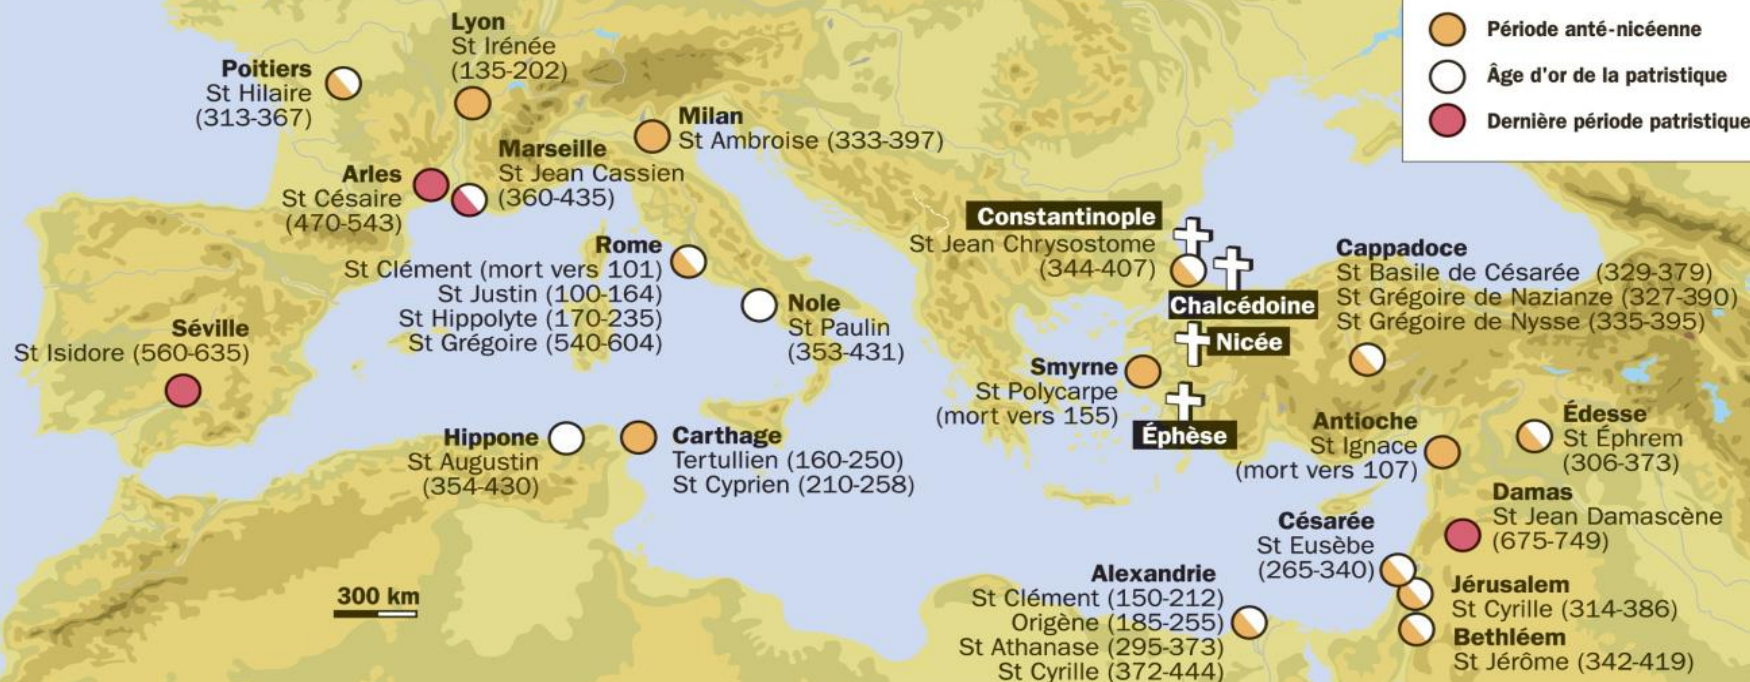 Lyon
St Irénée
(135-202)
Poitiers
St Hilaire
(313-367)
Milan
St Ambroise (333-397)
Marseille
St Jean Cassien
(360-435)
Arles
St Césaire
(470-543)
Rome
St Clément (mort vers 101)
St Justin (100-164)
St Hippolyte (170-235)
St Grégoire (540-604)
Nole
St Paulin
(353-431)
Séville
St Isidore (560-635)
Hippone
St Augustin
(354-430)
Carthage
Tertullien (160-250)
St Cyprien (210-258)
300 km
Période anté-nicéenne
Âge d'or de la patristique
Dernière période patristique
Constantinople
St Jean Chrysostome
(344-407)
Chalcédoine
Nicée
Cappadoce
St Basile de Césarée (329-379)
St Grégoire de Nazianze (327-390)
St Grégoire de Nysse (335-395)
Smyrne
St Polycarpe
(mort vers 155)
Éphèse
Antioche
St Ignace
(mort vers 107)
Édesse
St Éphrem
(306-373)
Damas
St Jean Damascène
(675-749)
Césarée
St Eusèbe
(265-340)
Jérusalem
St Cyrille (314-386)
Bethléem
St Jérôme (342-419)
Alexandrie
St Clément (150-212)
Origène (185-255)
St Athanase (295-373)
St Cyrille (372-444)